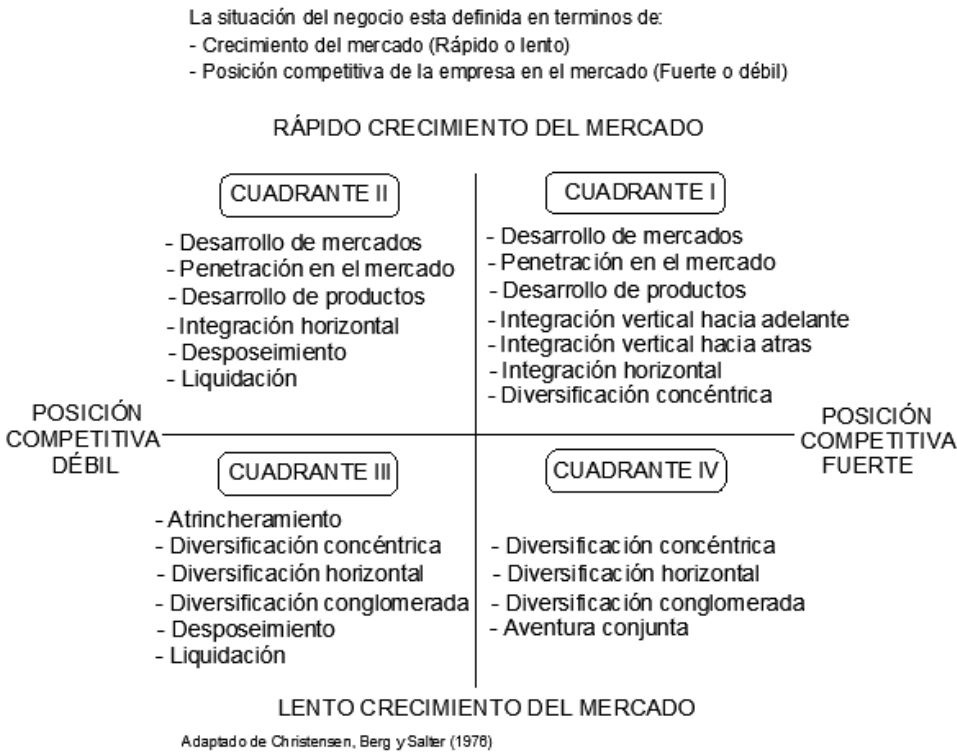 La situación del negocio esta definida en terminos de:
- Crecimiento del mercado (Rápido o lento)
- Posición competitiva de la empresa en el mercado (Fuerte o débil)
RÁPIDO CRECIMIENTO DEL MERCADO
CUADRANTE II
- Desarrollo de mercados
- Penetración en el mercado
- Desarrollo de productos
- Integración horizontal
- Desposeimiento
- Liquidación
CUADRANTE I
- Desarrollo de mercados
- Penetración en el mercado
- Desarrollo de productos
- Integración vertical hacia adelante
- Integración vertical hacia atras
- Integración horizontal
- Diversificación concéntrica
POSICIÓN
COMPETITIVA
DÉBIL
POSICIÓN
COMPETITIVA
FUERTE
CUADRANTE III
- Atrincheramiento
- Diversificación concéntrica
- Diversificación horizontal
- Diversificación conglomerada
- Desposeimiento
- Liquidación
CUADRANTE IV
- Diversificación concéntrica
- Diversificación horizontal
- Diversificación conglomerada
- Aventura conjunta
LENTO CRECIMIENTO DEL MERCADO
Adaptado de Christensen, Berg y Salter (1976)